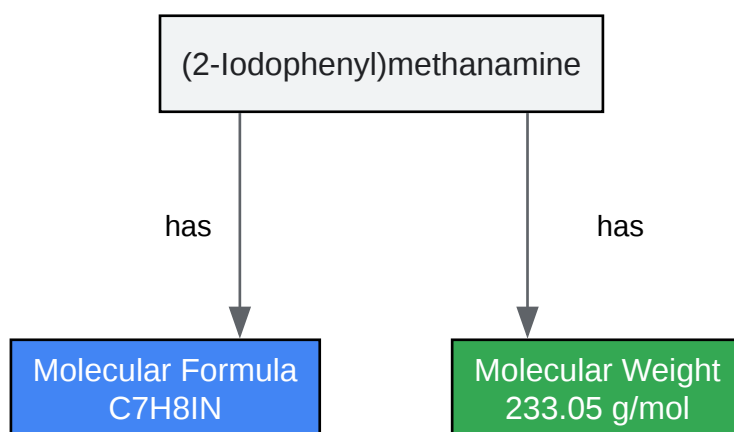 (2-Iodophenyl)methanamine
has
has
Molecular Formula
C7H8IN
Molecular Weight
233.05 g/mol